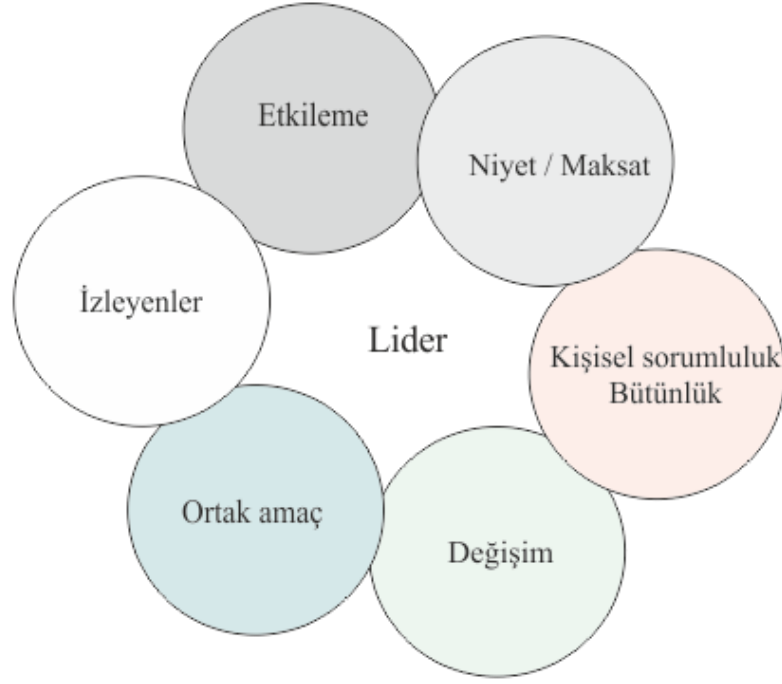 Etkileme
Niyet / Maksat
İzleyenler
Lider
Kişisel sorumluluk
Bütünlük
Ortak amaç
Değişim